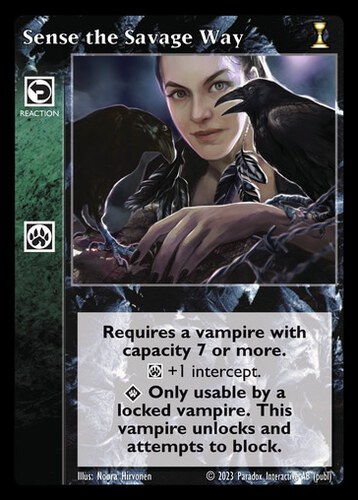 Sense the Savage Way
REACTION
Requires a vampire with
capacity 7 or more.
+1 intercept.
Only usable by a
locked vampire. This
vampire unlocks and
attempts to block.
Illus: Noora Hirvonen © 2023 Paradox Interactive AB (publ)